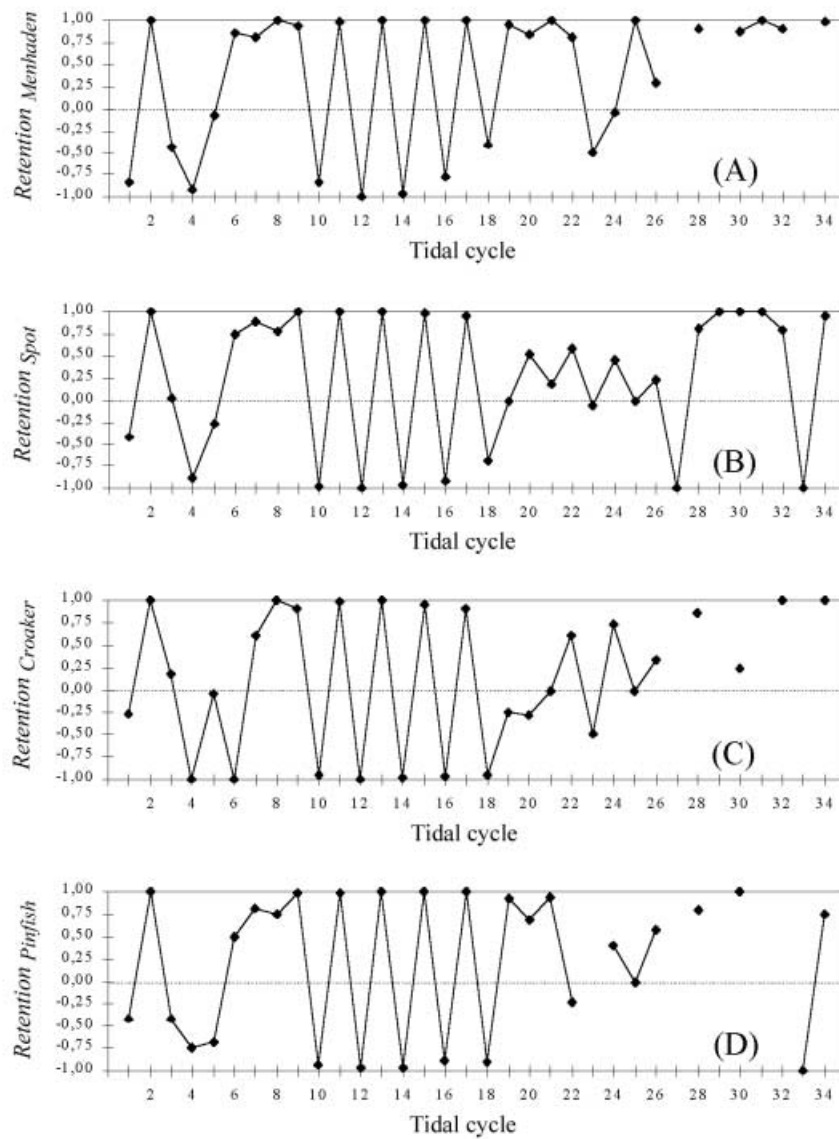 Retention Menhaden
1,00
0,75
0,50
0,25
0,00
-0,25
-0,50
-0,75
-1,00
(A)
2 4 6 8 10 12 14 16 18 20 22 24 26 28 30 32 34
Tidal cycle
Retention Spot
1,00
0,75
0,50
0,25
0,00
-0,25
-0,50
-0,75
-1,00
(B)
2 4 6 8 10 12 14 16 18 20 22 24 26 28 30 32 34
Tidal cycle
Retention Croaker
1,00
0,75
0,50
0,25
0,00
-0,25
-0,50
-0,75
-1,00
(C)
2 4 6 8 10 12 14 16 18 20 22 24 26 28 30 32 34
Tidal cycle
Retention Pinfish
1,00
0,75
0,50
0,25
0,00
-0,25
-0,50
-0,75
-1,00
(D)
2 4 6 8 10 12 14 16 18 20 22 24 26 28 30 32 34
Tidal cycle